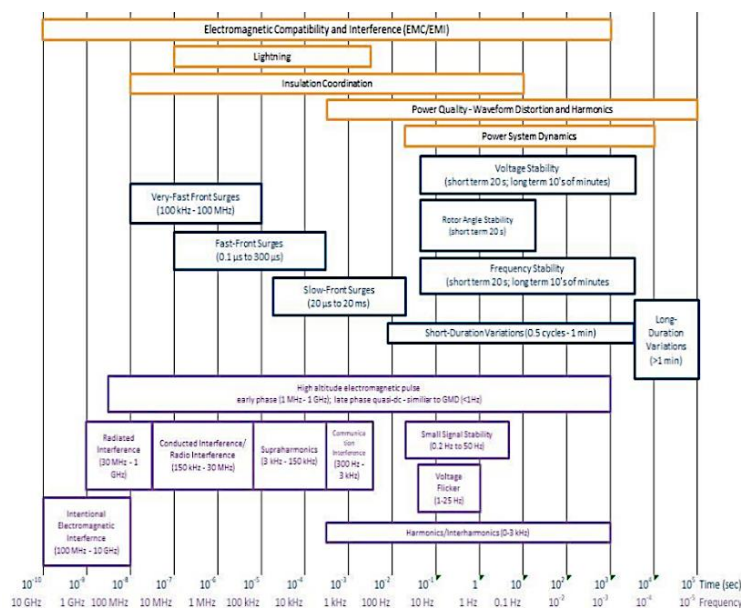 Electromagnetic Compatibility and Interference (EMC/EMI)
Lightning
Insulation Coordination
Power Quality - Waveform Distortion and Harmonics
Power System Dynamics
Voltage Stability
(short term 20 s; long term 10's of minutes)
Very-Fast Front Surges
(100 kHz - 100 MHz)
Rotor Angle Stability
(short term 20 s)
Fast-Front Surges
(0.1 µs to 300 µs)
Frequency Stability
(short term 20s; long term 10's of minutes
Slow-Front Surges
(20 µs to 20 ms)
Short-Duration Variations (0.5 cycles - 1 min)
Long-
Duration
Variations
(>1 min)
High altitude electromagnetic pulse
early phase (1 MHz - 1 GHz); late phase quasi-dc - similiar to GMD (<1Hz)
Radiated
Interference
(30 MHz - 1
GHz)
Conducted Interference/
Radio Interference
(150 kHz - 30 MHz)
Supraharmonics
(3 kHz - 150 kHz)
Communica
tion
Interference
(300 Hz -
3 kHz)
Small Signal Stability
(0.2 Hz to 50 Hz)
Voltage
Flicker
(1-25 Hz)
Intentional
Electromagnetic
Interfernce
(100 MHz - 10 GHz)
Harmonics/Interharmonics (0-3 kHz)
10⁻¹⁰ 10⁻⁹ 10⁻⁸ 10⁻⁷ 10⁻⁶ 10⁻⁵ 10⁻⁴ 10⁻³ 10⁻² 10⁻¹ 1 10¹ 10² 10³ 10⁴ 10⁵ Time (sec)
10 GHz 1 GHz 100 MHz 10 MHz 1 MHz 100 kHz 10 kHz 1 kHz 100 Hz 10 Hz 1 Hz 0.1 Hz 10⁻² 10⁻³ 10⁻⁴ 10⁻⁵ Frequency